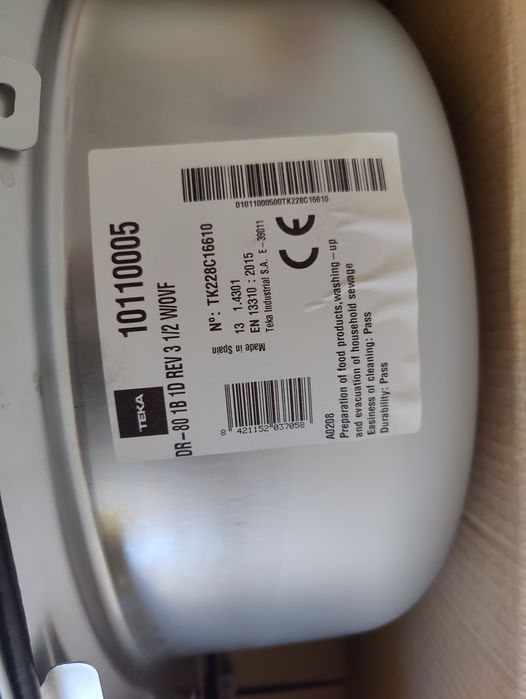 TEKA
10110005
DR-80 1B 1D REV 3 1/2 W/OVF
Nº: TK228C16610
13 1.4301
EN 13310 : 2015
Made in Spain Teka Industrial S.A. E-39011
CE
01011000500TK228C16610
8 421152 037058
A0208
Preparation of food products,washing-up
and evacuation of household sewage
Easiness of cleaning: Pass
Durability: Pass